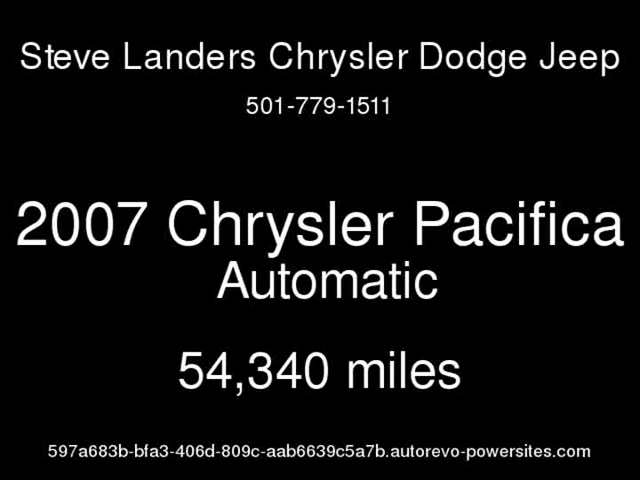 Steve Landers Chrysler Dodge Jeep
501-779-1511
2007 Chrysler Pacifica
Automatic
54,340 miles
597a683b-bfa3-406d-809c-aab6639c5a7b.autorevo-powersites.com